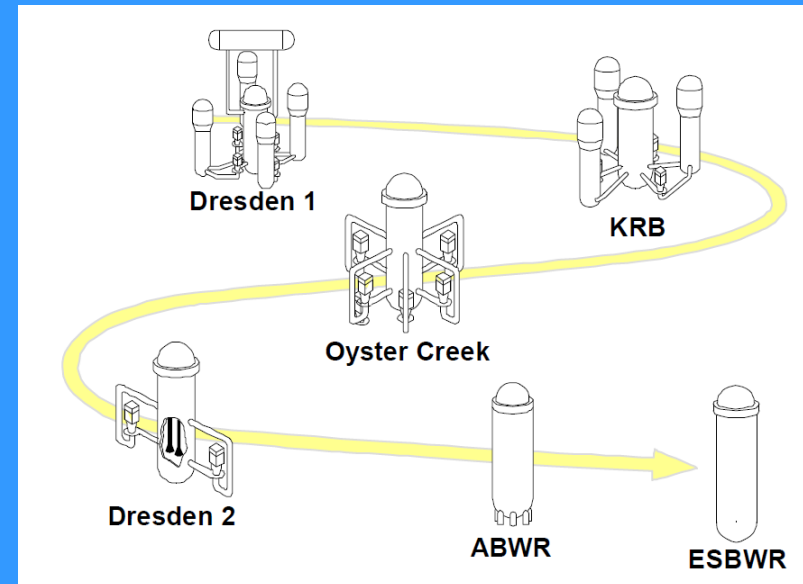 Dresden 1
KRB
Oyster Creek
Dresden 2
ABWR
ESBWR